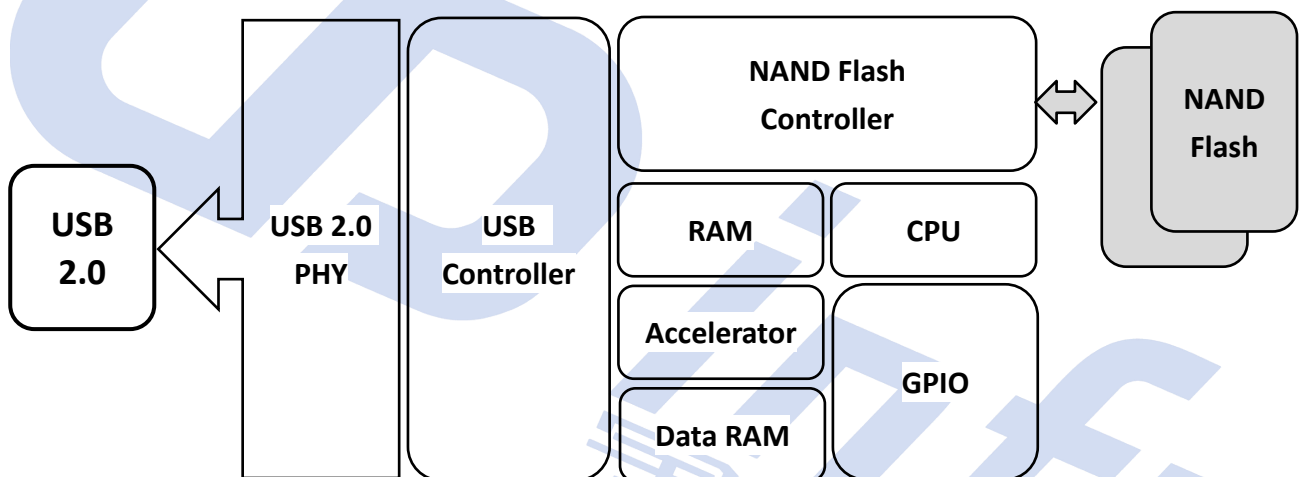 NAND Flash
Controller
NAND
Flash
USB
2.0
USB 2.0
PHY
USB
Controller
RAM
CPU
Accelerator
GPIO
Data RAM